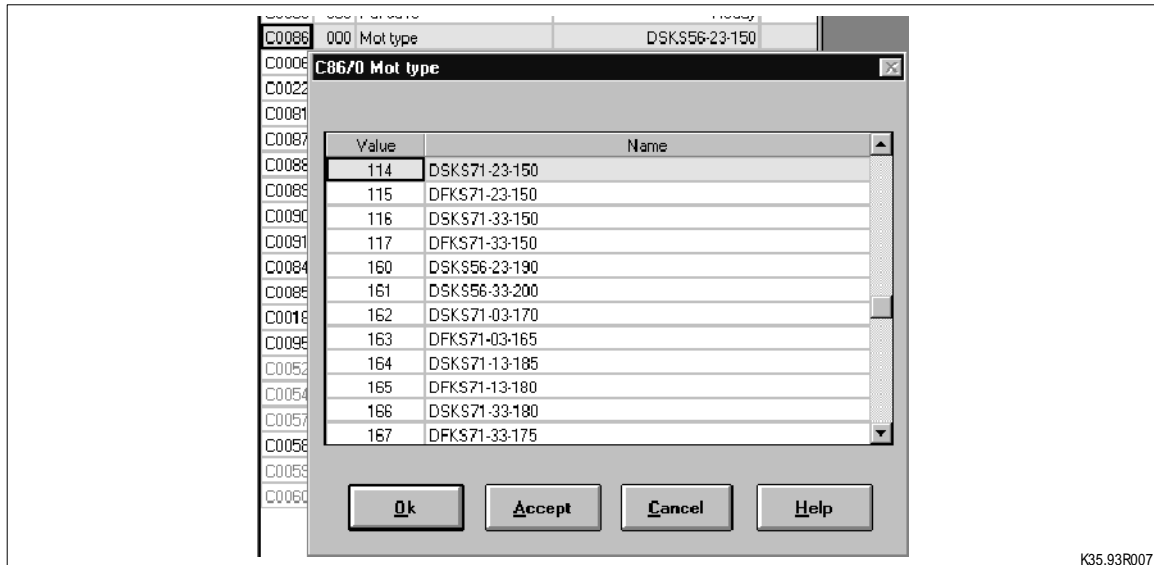 C0086 000 Mot type DSKS56-23-150
C86/0 Mot type
C0006
C0022
C0081
C0087
Value Name
C0088
114 DSKS71-23-150
C0089
115 DFKS71-23-150
C0090
116 DSKS71-33-150
C0091
117 DFKS71-33-150
C0084
160 DSKS56-23-190
C0085
161 DSKS56-33-200
C0018
162 DSKS71-03-170
C0095
163 DFKS71-03-165
C0052
164 DSKS71-13-185
C0054
165 DFKS71-13-180
C0057
166 DSKS71-33-180
C0058
167 DFKS71-33-175
C0059
C0060
Ok Accept Cancel Help
K35.93R007